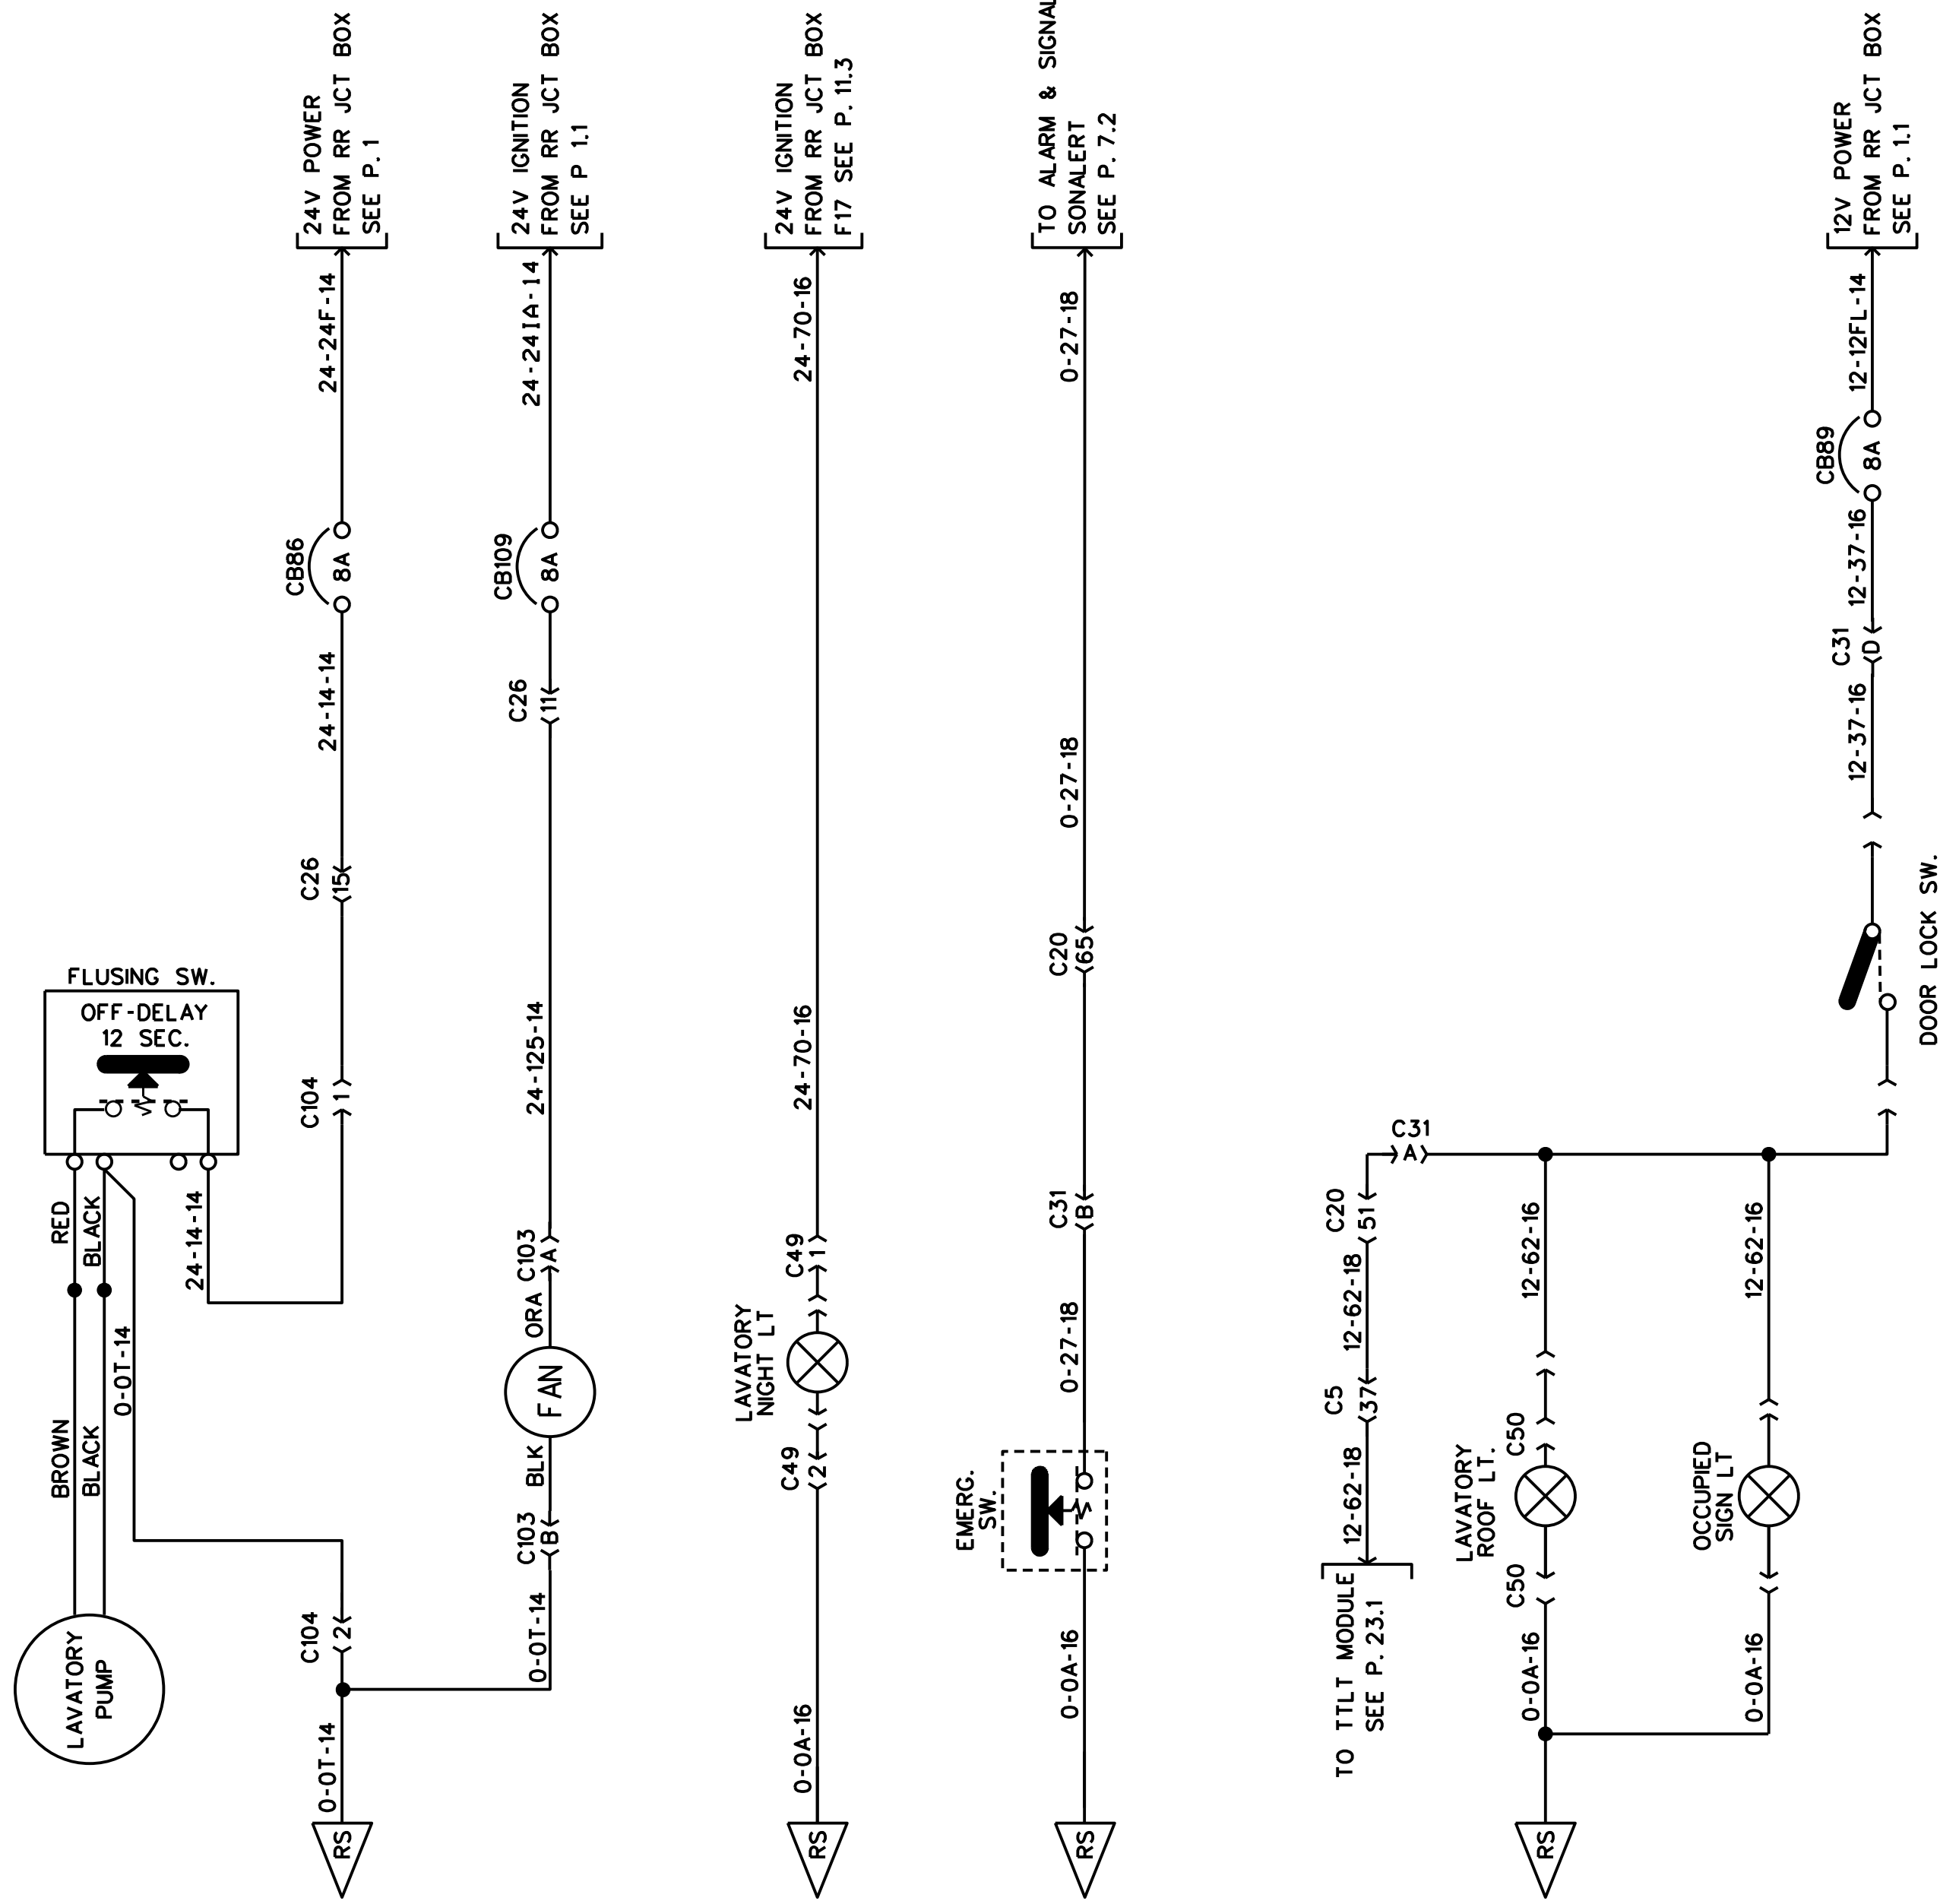 24V POWER
FROM RR JCT BOX
SEE P. 1
24-24F-14
CB86
8A
24-14-14
C26
15
C104
1
FLUSING SW.
OFF-DELAY
12 SEC.
RED
BLACK
24-14-14
0-0T-14
BROWN
BLACK
LAVATORY
PUMP
C104
2
0-0T-14
RS
24V IGNITION
FROM RR JCT BOX
SEE P 1.1
24-24IA-14
CB109
8A
C26
11
24-125-14
C103
A
ORA
FAN
BLK
C103
B
0-0T-14
24V IGNITION
FROM RR JCT BOX
F17 SEE P. 11.3
24-70-16
24-70-16
C49
1
LAVATORY
NIGHT LT
C49
2
0-0A-16
RS
TO ALARM & SIGNAL
SONALERT
SEE P. 7.2
0-27-18
0-27-18
C20
65
C31
B
0-27-18
EMERG.
SW.
0-0A-16
RS
12V POWER
FROM RR JCT BOX
SEE P. 1.1
12-12FL-14
CB89
8A
12-37-16
C31
D
12-37-16
DOOR LOCK SW.
C31
A
C20
51
12-62-18
C5
37
12-62-18
TO TTLT MODULE
SEE P. 23.1
12-62-16
C50
LAVATORY
ROOF LT.
C50
0-0A-16
12-62-16
OCCUPIED
SIGN LT
0-0A-16
RS